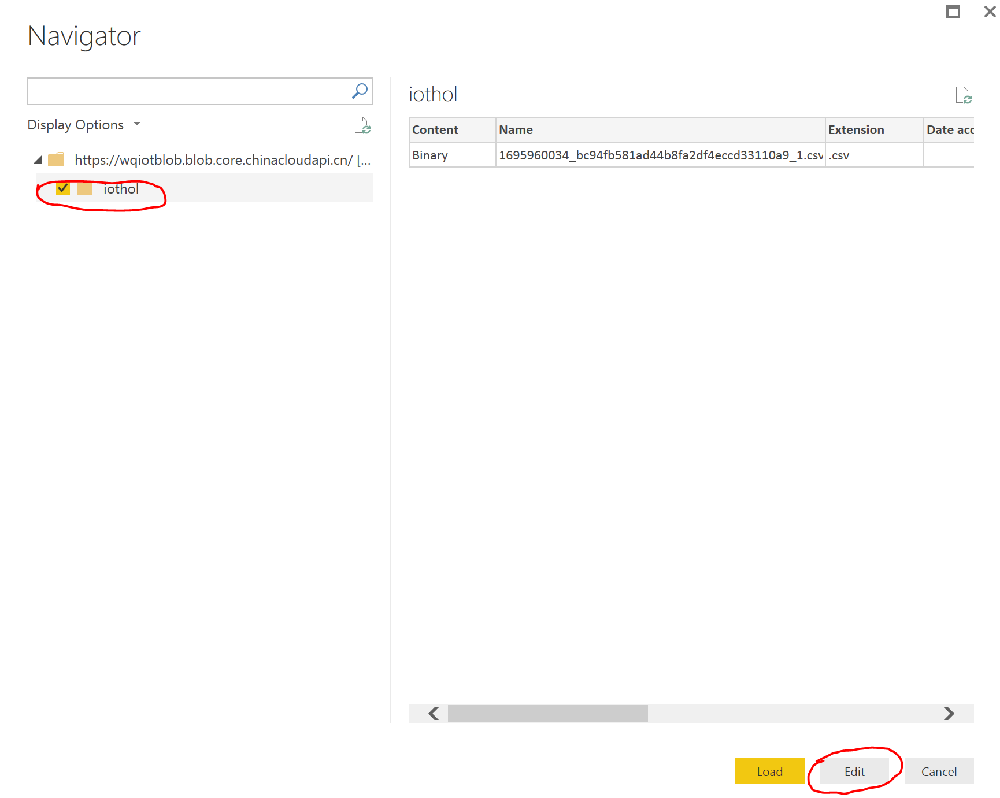 Navigator
Display Options
https://wqiotblob.blob.core.chinacloudapi.cn/ [...
iothol
iothol
Content Name Extension Date acc
Binary 1695960034_bc94fb581ad44b8fa2df4eccd33110a9_1.csv .csv
Load Edit Cancel